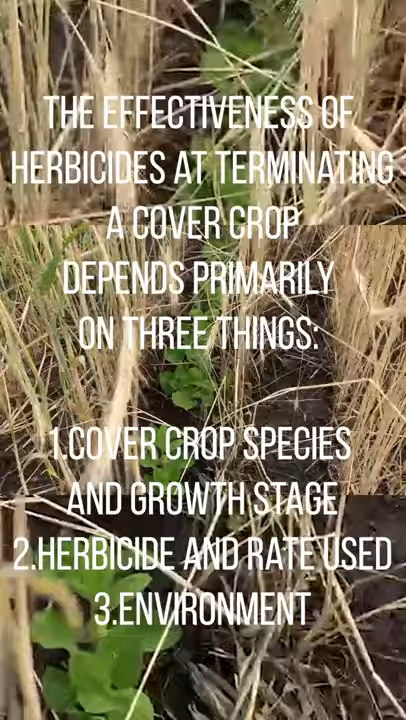 THE EFFECTIVENESS OF
HERBICIDES AT TERMINATING
A COVER CROP
DEPENDS PRIMARILY
ON THREE THINGS:
1.COVER CROP SPECIES
AND GROWTH STAGE
2.HERBICIDE AND RATE USED
3.ENVIRONMENT